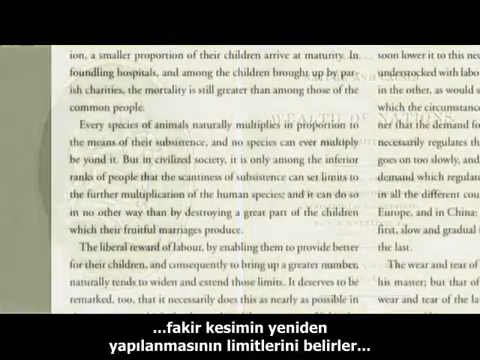 ion, a smaller proportion of their children arrive at maturity. In
foundling hospitals, and among the children brought up by par-
ish charities, the mortality is still greater than among those of the
common people.
Every species of animals naturally multiplies in proportion to
the means of their subsistence, and no species can ever multiply
be yond it. But in civilized society, it is only among the inferior
ranks of people that the scantiness of subsistence can set limits to
the further multiplication of the human species; and it can do so
in no other way than by destroying a great part of the children
which their fruitful marriages produce.
The liberal reward of labour, by enabling them to provide better
for their children, and consequently to bring up a greater number,
naturally tends to widen and extend those limits. It deserves to be
remarked, too, that it necessarily does this as nearly as possible in
soon lower it to this ne
understocked with labo
in the other, as would s
which the circumstanc
ner that the demand fo
necessarily regulates th
goes on too slowly, and
demand which regulate
in all the different cou
Europe, and in China:
first, slow and gradual i
the last.
The wear and tear of
his master; but that of
wear and tear of the la
WEALTH OF NATIONS
...fakir kesimin yeniden
yapılanmasının limitlerini belirler...